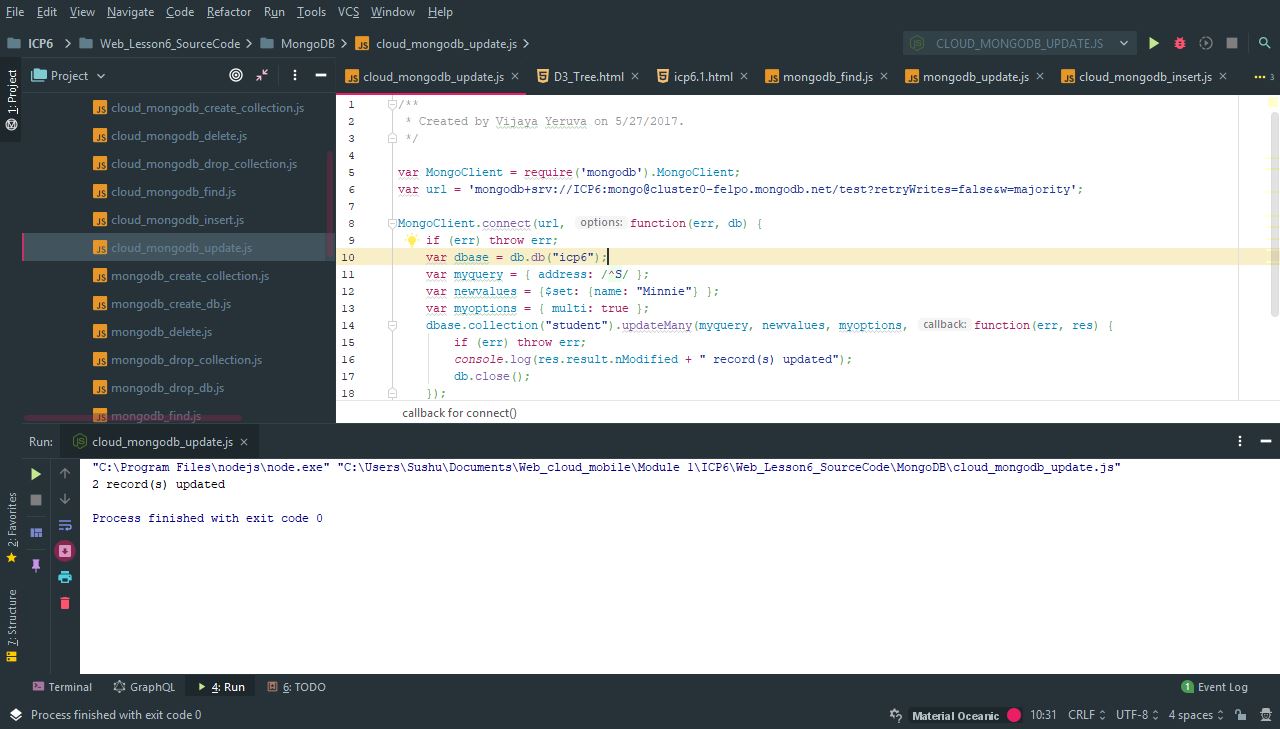 File Edit View Navigate Code Refactor Run Tools VCS Window Help
ICP6 Web_Lesson6_SourceCode MongoDB cloud_mongodb_update.js CLOUD_MONGODB_UPDATE.JS
1: Project
Project
cloud_mongodb_update.js D3_Tree.html icp6.1.html mongodb_find.js mongodb_update.js cloud_mongodb_insert.js 3
cloud_mongodb_create_collection.js
cloud_mongodb_delete.js
cloud_mongodb_drop_collection.js
cloud_mongodb_find.js
cloud_mongodb_insert.js
cloud_mongodb_update.js
mongodb_create_collection.js
mongodb_create_db.js
mongodb_delete.js
mongodb_drop_collection.js
mongodb_drop_db.js
mongodb_find.js
1 /**
2 * Created by Vijaya Yeruva on 5/27/2017.
3 */
4
5 var MongoClient = require('mongodb').MongoClient;
6 var url = 'mongodb+srv://ICP6:mongo@cluster0-felpo.mongodb.net/test?retryWrites=false&w=majority';
7
8 MongoClient.connect(url, options: function(err, db) {
9 if (err) throw err;
10 var dbase = db.db("icp6");
11 var myquery = { address: /^S/ };
12 var newvalues = {$set: {name: "Minnie"} };
13 var myoptions = { multi: true };
14 dbase.collection("student").updateMany(myquery, newvalues, myoptions, callback: function(err, res) {
15 if (err) throw err;
16 console.log(res.result.nModified + " record(s) updated");
17 db.close();
18 });
callback for connect()
Run: cloud_mongodb_update.js
"C:\Program Files\nodejs\node.exe" "C:\Users\Sushu\Documents\Web_cloud_mobile\Module 1\ICP6\Web_Lesson6_SourceCode\MongoDB\cloud_mongodb_update.js"
2 record(s) updated
Process finished with exit code 0
2: Favorites
7: Structure
Terminal GraphQL 4: Run 6: TODO 1 Event Log
Process finished with exit code 0 Material Oceanic 10:31 CRLF UTF-8 4 spaces